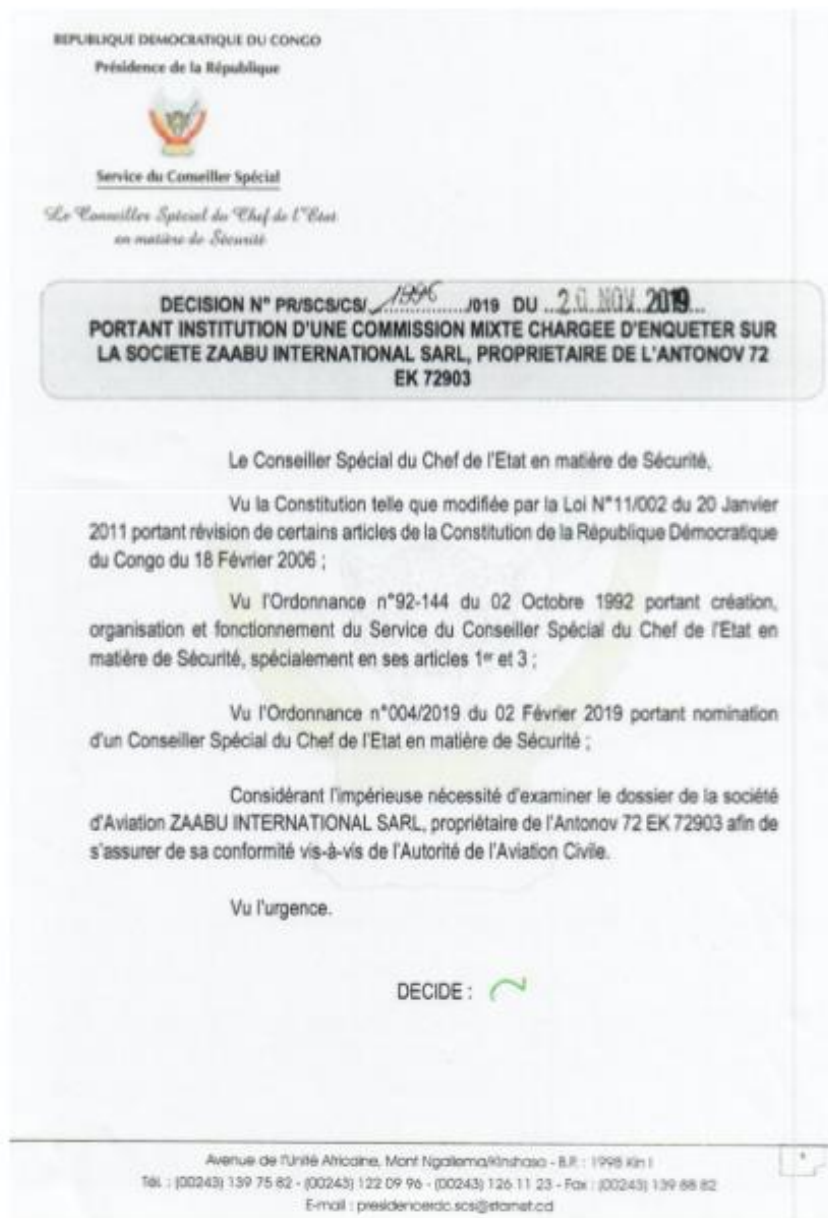 REPUBLIQUE DEMOCRATIQUE DU CONGO
Présidence de la République
Service du Conseiller Spécial
Le Conseiller Spécial du Chef de l'Etat
en matière de Sécurité
DECISION N° PR/SCS/CS/ 1996 /019 DU 20 NOV. 2019
PORTANT INSTITUTION D'UNE COMMISSION MIXTE CHARGEE D'ENQUETER SUR
LA SOCIETE ZAABU INTERNATIONAL SARL, PROPRIETAIRE DE L'ANTONOV 72
EK 72903
Le Conseiller Spécial du Chef de l'Etat en matière de Sécurité,
Vu la Constitution telle que modifiée par la Loi N°11/002 du 20 Janvier
2011 portant révision de certains articles de la Constitution de la République Démocratique
du Congo du 18 Février 2006 ;
Vu l'Ordonnance n°92-144 du 02 Octobre 1992 portant création,
organisation et fonctionnement du Service du Conseiller Spécial du Chef de l'Etat en
matière de Sécurité, spécialement en ses articles 1er et 3 ;
Vu l'Ordonnance n°004/2019 du 02 Février 2019 portant nomination
d'un Conseiller Spécial du Chef de l'Etat en matière de Sécurité ;
Considérant l'impérieuse nécessité d'examiner le dossier de la société
d'Aviation ZAABU INTERNATIONAL SARL, propriétaire de l'Antonov 72 EK 72903 afin de
s'assurer de sa conformité vis-à-vis de l'Autorité de l'Aviation Civile.
Vu l'urgence.
DECIDE :
Avenue de l'Unité Africaine, Mont Ngaliema/Kinshasa - B.P. : 1998 Kin I
Tél. : (00243) 139 75 82 - (00243) 122 09 96 - (00243) 126 11 23 - Fax : (00243) 139 88 82
E-mail : presidencerdc.scs@starnet.cd